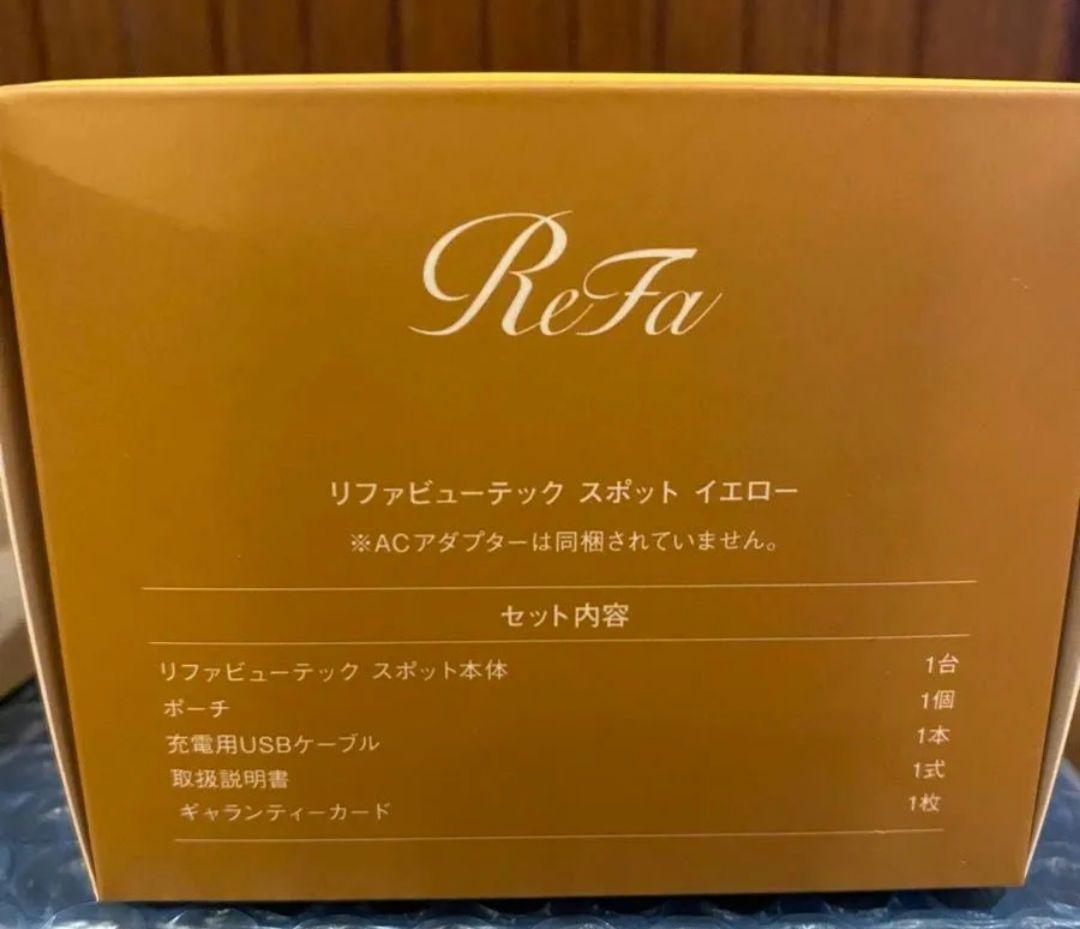 ReFa
リファビューテック スポット イエロー
※ACアダプターは同梱されていません。
セット内容
リファビューテック スポット本体 1台
ポーチ 1個
充電用USBケーブル 1本
取扱説明書 1式
ギャランティーカード 1枚